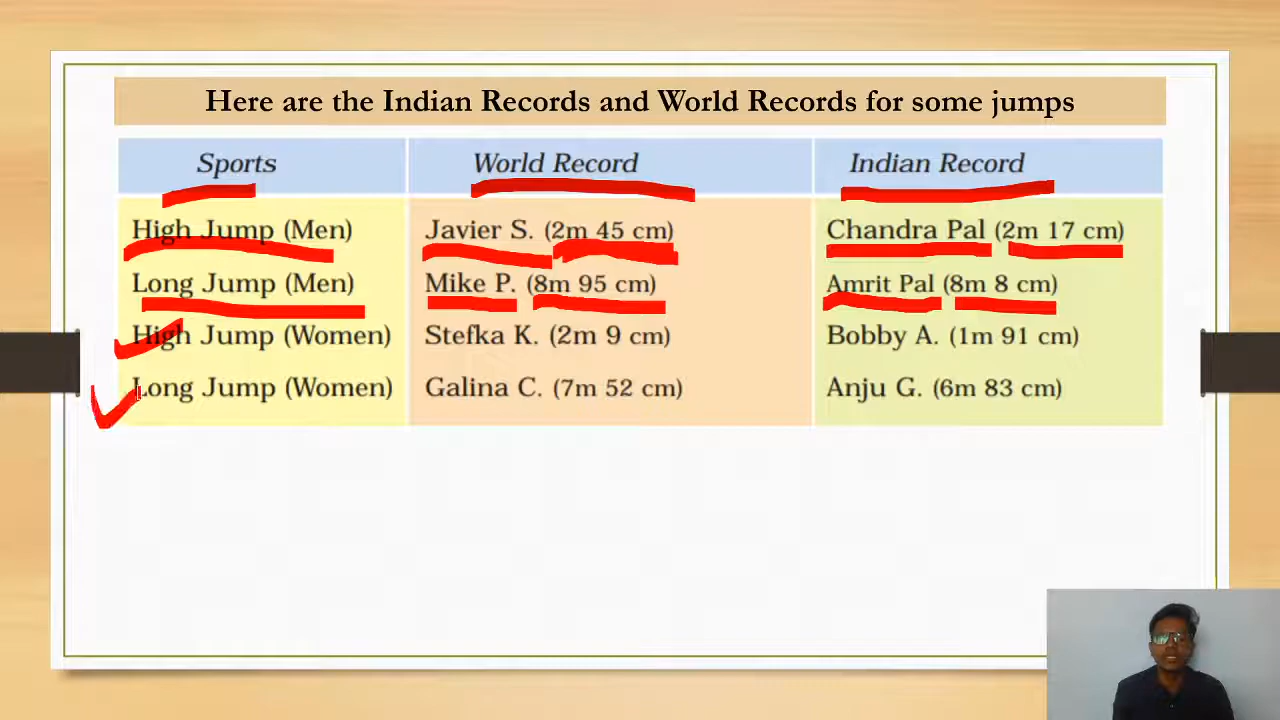 Here are the Indian Records and World Records for some jumps
Sports World Record Indian Record
High Jump (Men) Javier S. (2m 45 cm) Chandra Pal (2m 17 cm)
Long Jump (Men) Mike P. (8m 95 cm) Amrit Pal (8m 8 cm)
High Jump (Women) Stefka K. (2m 9 cm) Bobby A. (1m 91 cm)
Long Jump (Women) Galina C. (7m 52 cm) Anju G. (6m 83 cm)